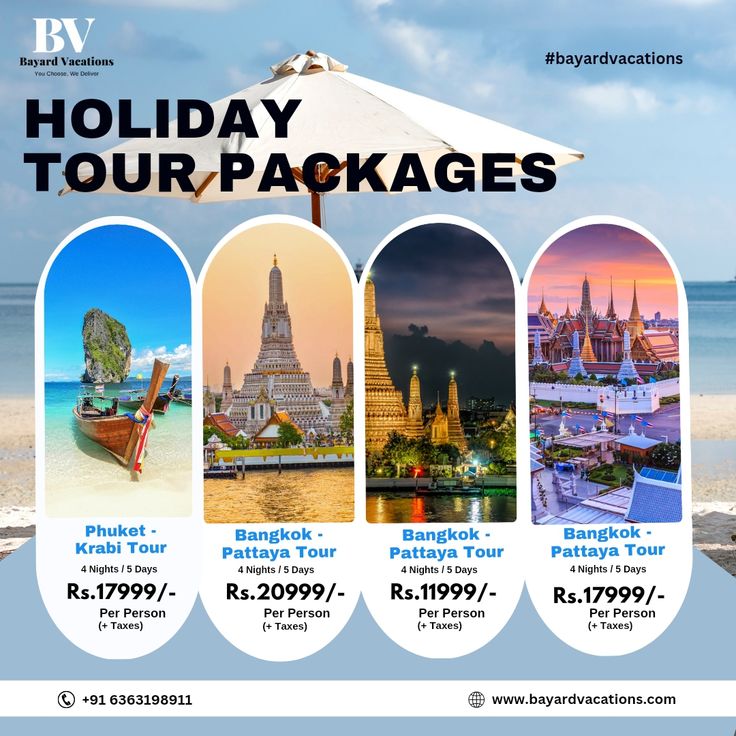 BV
Bayard Vacations
You Choose, We Deliver
#bayardvacations
HOLIDAY
TOUR PACKAGES
Phuket -
Krabi Tour
4 Nights / 5 Days
Rs.17999/-
Per Person
(+ Taxes)
Bangkok -
Pattaya Tour
4 Nights / 5 Days
Rs.20999/-
Per Person
(+ Taxes)
Bangkok -
Pattaya Tour
4 Nights / 5 Days
Rs.11999/-
Per Person
(+ Taxes)
Bangkok -
Pattaya Tour
4 Nights / 5 Days
Rs.17999/-
Per Person
(+ Taxes)
+91 6363198911
www.bayardvacations.com